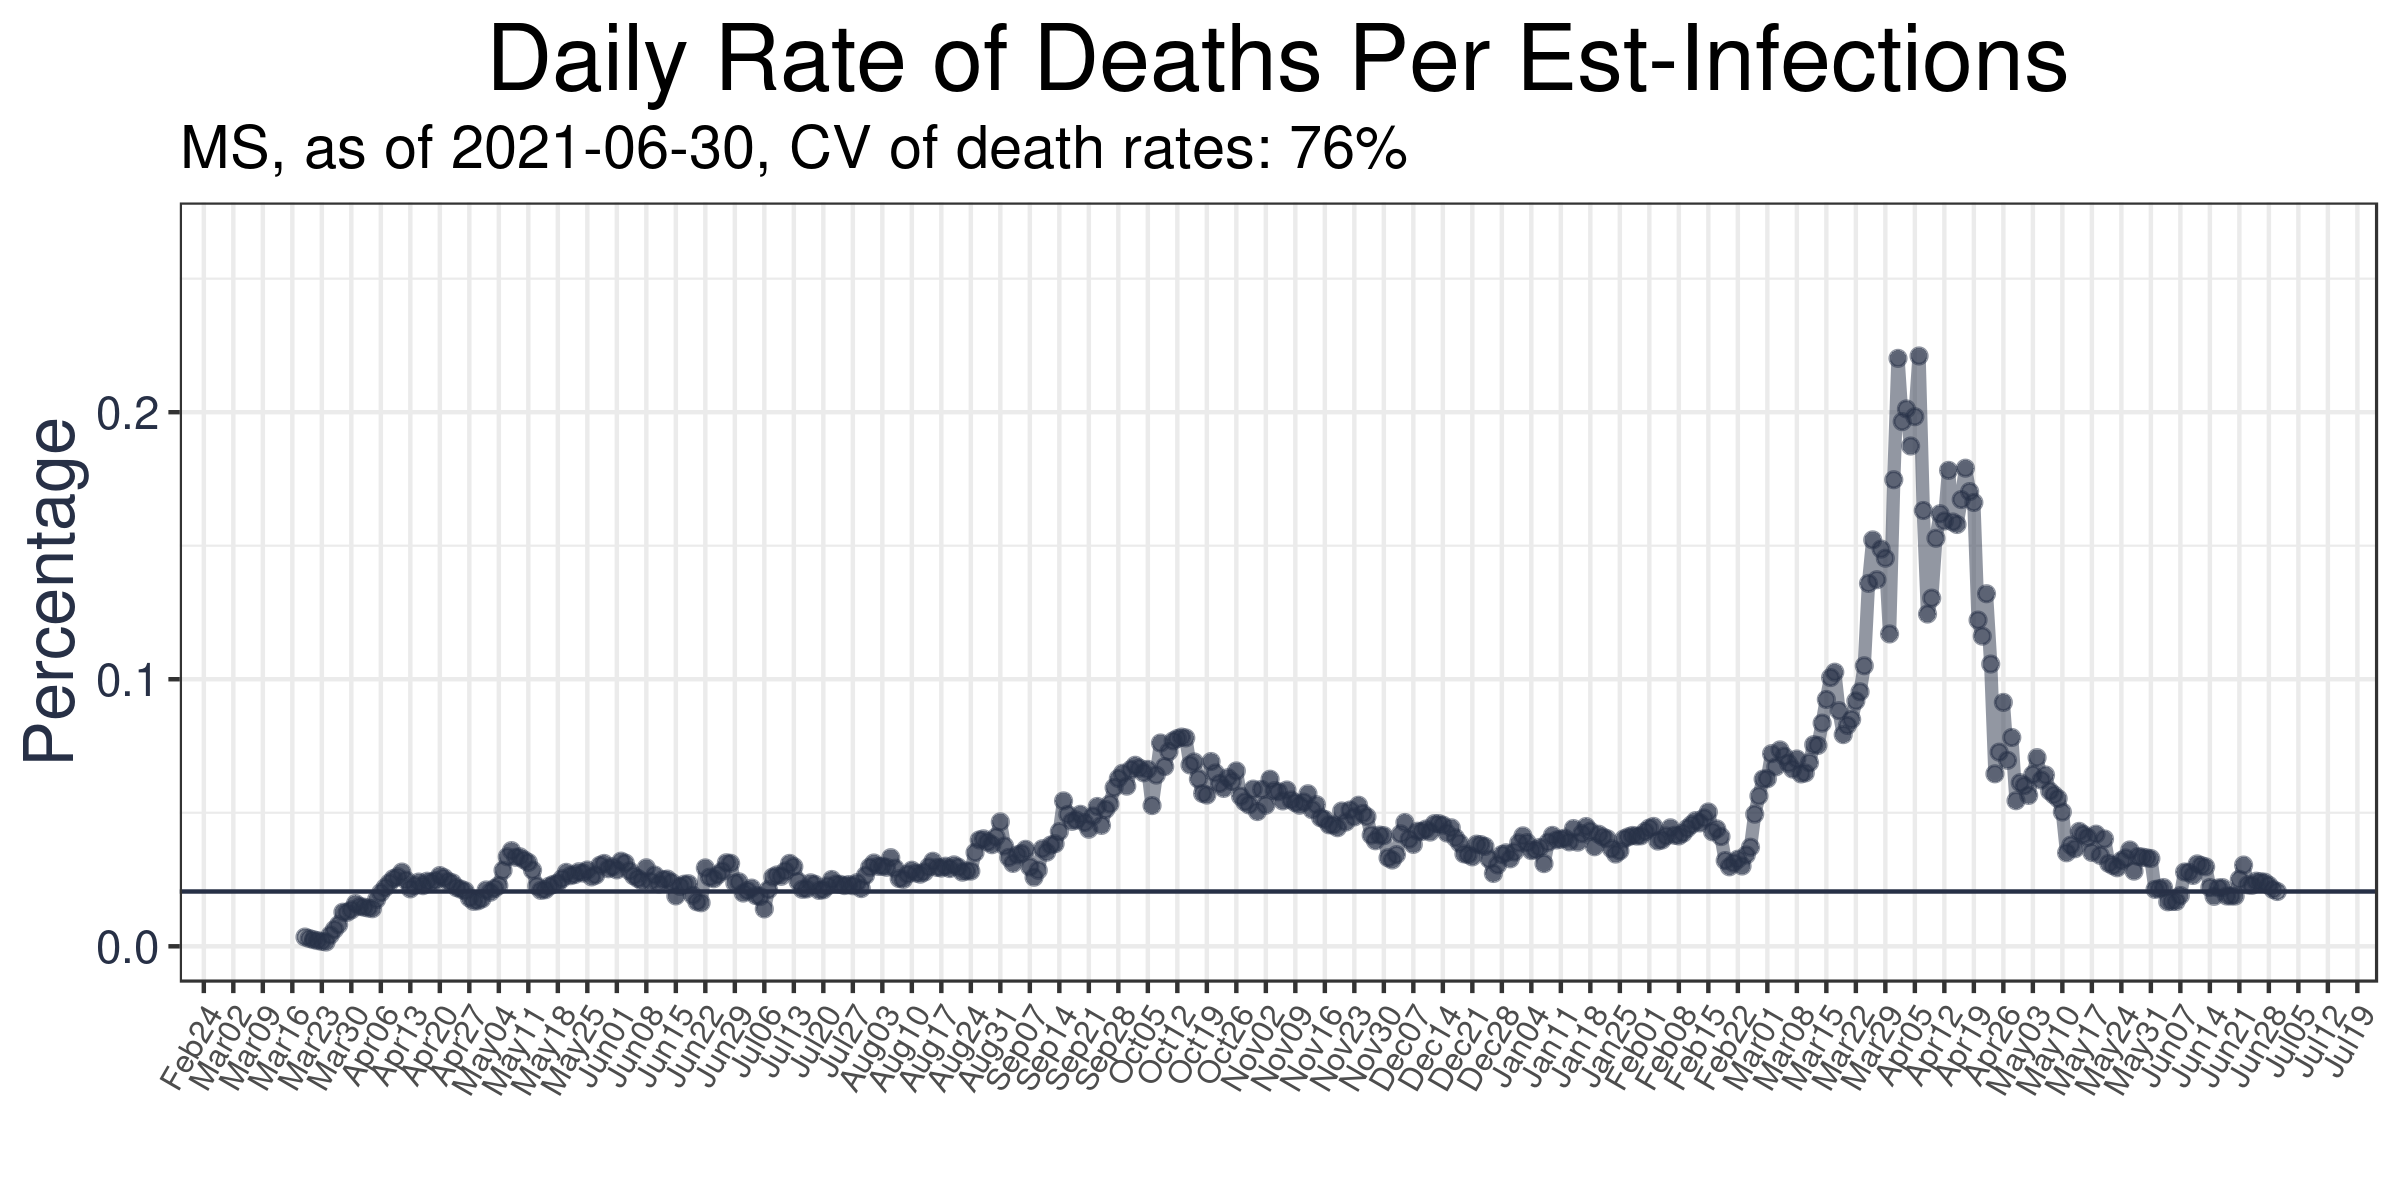 Daily Rate of Deaths Per Est-Infections
MS, as of 2021-06-30, CV of death rates: 76%
Percentage
0.2
0.1
0.0
Feb24
Mar02
Mar09
Mar16
Mar23
Mar30
Apr06
Apr13
Apr20
Apr27
May04
May11
May18
May25
Jun01
Jun08
Jun15
Jun22
Jun29
Jul06
Jul13
Jul20
Jul27
Aug03
Aug10
Aug17
Aug24
Aug31
Sep07
Sep14
Sep21
Sep28
Oct05
Oct12
Oct19
Oct26
Nov02
Nov09
Nov16
Nov23
Nov30
Dec07
Dec14
Dec21
Dec28
Jan04
Jan11
Jan18
Jan25
Feb01
Feb08
Feb15
Feb22
Mar01
Mar08
Mar15
Mar22
Mar29
Apr05
Apr12
Apr19
Apr26
May03
May10
May17
May24
May31
Jun07
Jun14
Jun21
Jun28
Jul05
Jul12
Jul19